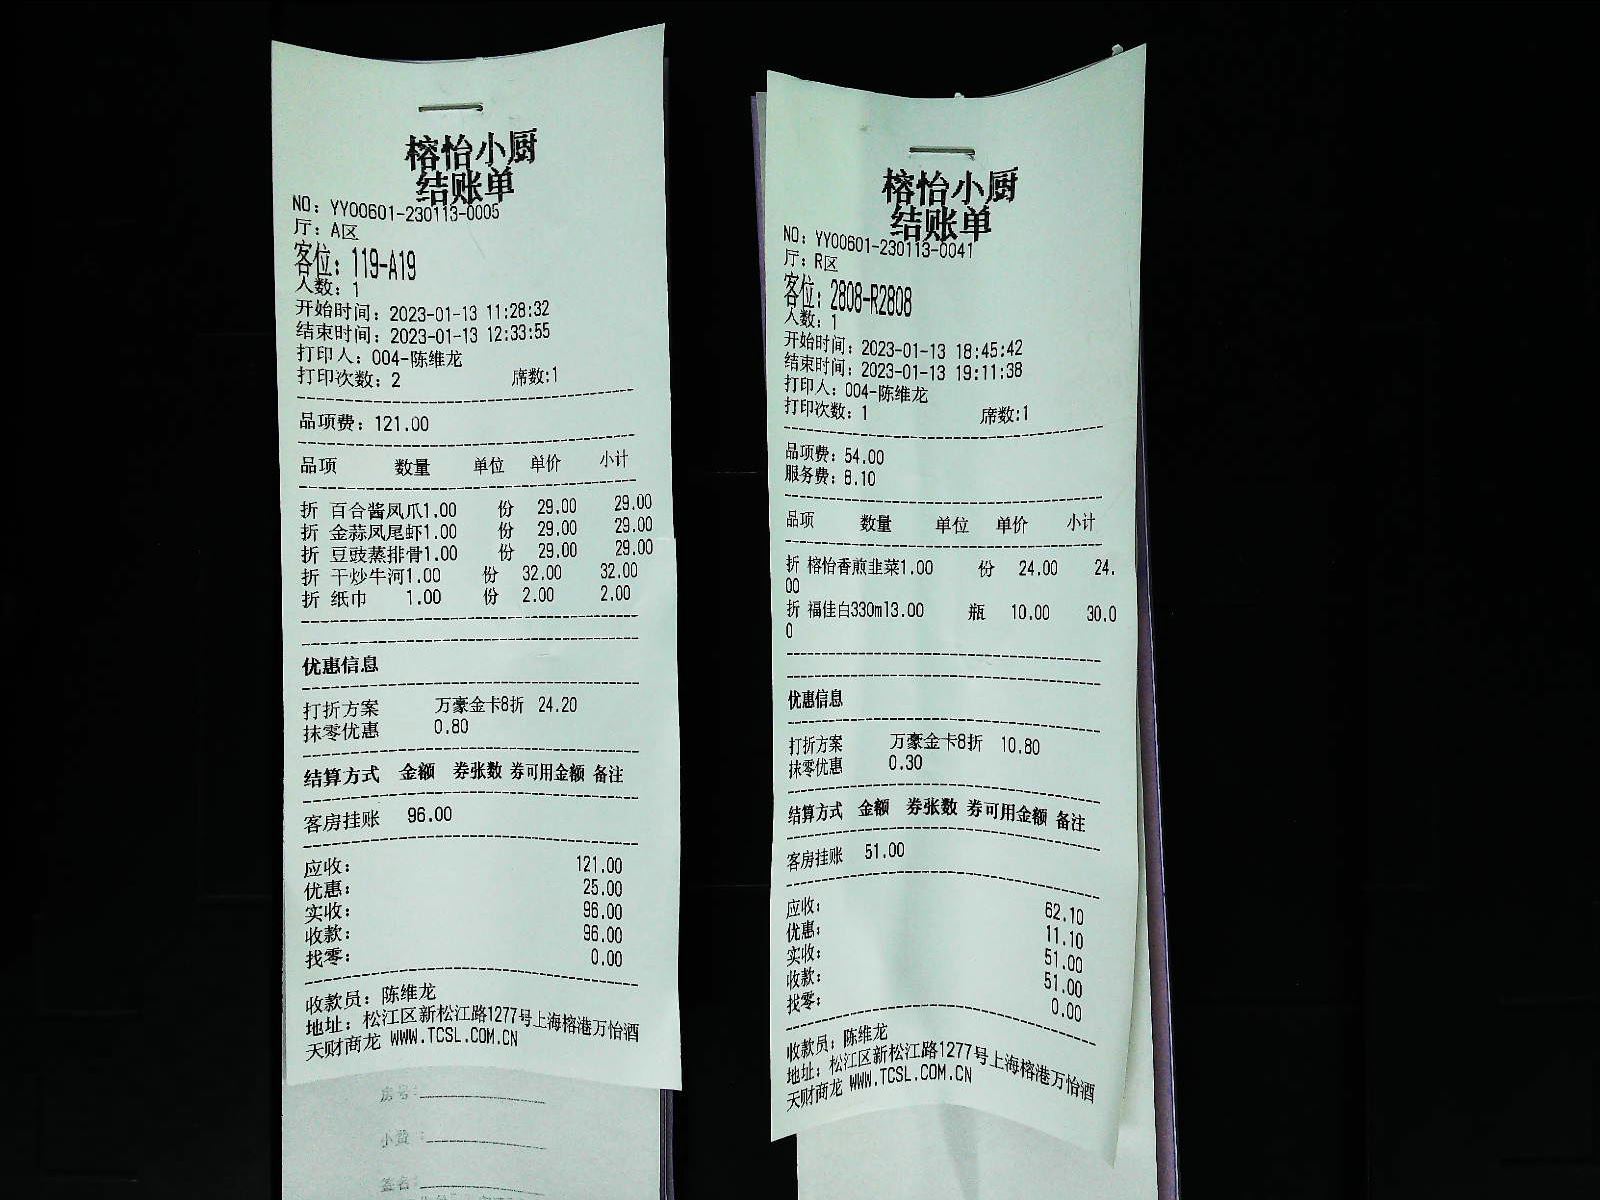 榕怡小厨
结账单
NO: YY00601-230113-0005
厅: A区
客位: 119-A19
人数: 1
开始时间: 2023-01-13 11:28:32
结束时间: 2023-01-13 12:33:55
打印人: 004-陈维龙
打印次数: 2 席数:1
品项费: 121.00
品项 数量 单位 单价 小计
折 百合酱凤爪1.00 份 29.00 29.00
折 金蒜凤尾虾1.00 份 29.00 29.00
折 豆豉蒸排骨1.00 份 29.00 29.00
折 干炒牛河1.00 份 32.00 32.00
折 纸巾 1.00 份 2.00 2.00
优惠信息
打折方案 万豪金卡8折 24.20
抹零优惠 0.80
结算方式 金额 券张数 券可用金额 备注
客房挂账 96.00
应收: 121.00
优惠: 25.00
实收: 96.00
收款: 96.00
找零: 0.00
收款员: 陈维龙
地址: 松江区新松江路1277号上海榕港万怡酒
天财商龙 WWW.TCSL.COM.CN
房号:
小费:
签名:
榕怡小厨
结账单
NO: YY00601-230113-0041
厅: R区
客位: 2808-R2808
人数: 1
开始时间: 2023-01-13 18:45:42
结束时间: 2023-01-13 19:11:38
打印人: 004-陈维龙
打印次数: 1 席数:1
品项费: 54.00
服务费: 8.10
品项 数量 单位 单价 小计
折 榕怡香煎韭菜1.00 份 24.00 24.
00
折 福佳白330ml3.00 瓶 10.00 30.0
0
优惠信息
打折方案 万豪金卡8折 10.80
抹零优惠 0.30
结算方式 金额 券张数 券可用金额 备注
客房挂账 51.00
应收: 62.10
优惠: 11.10
实收: 51.00
收款: 51.00
找零: 0.00
收款员: 陈维龙
地址: 松江区新松江路1277号上海榕港万怡酒
天财商龙 WWW.TCSL.COM.CN